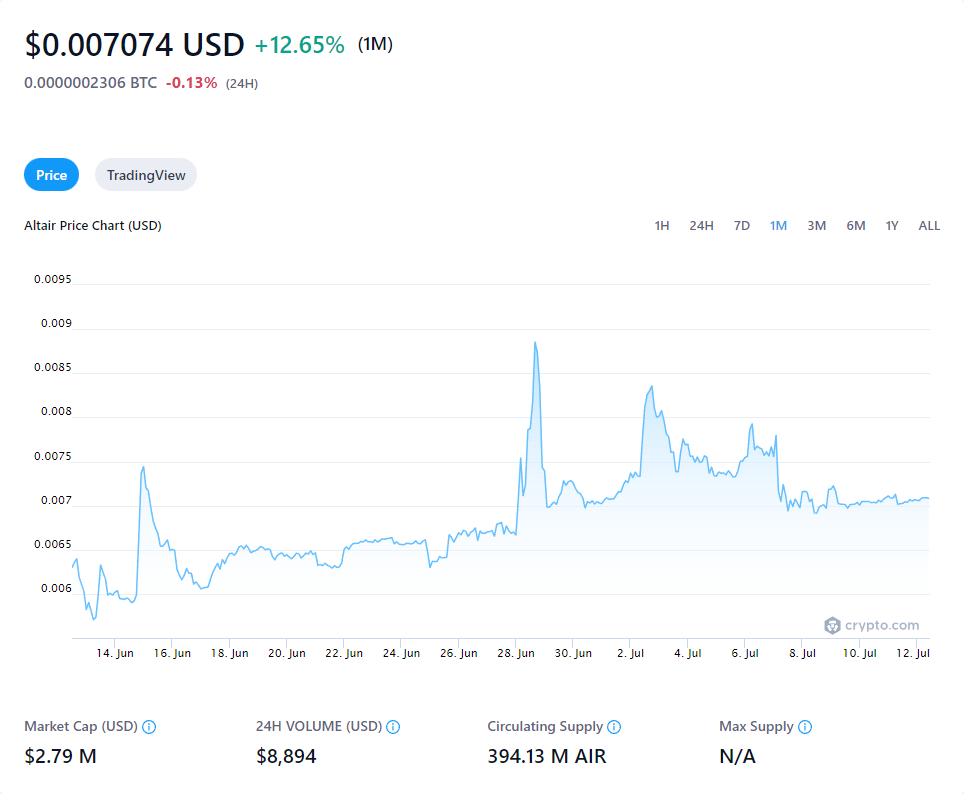 $0.007074 USD +12.65% (1M)
0.0000002306 BTC -0.13% (24H)
Price TradingView
Altair Price Chart (USD) 1H 24H 7D 1M 3M 6M 1Y ALL
0.0095
0.009
0.0085
0.008
0.0075
0.007
0.0065
0.006
crypto.com
14. Jun 16. Jun 18. Jun 20. Jun 22. Jun 24. Jun 26. Jun 28. Jun 30. Jun 2. Jul 4. Jul 6. Jul 8. Jul 10. Jul 12. Jul
Market Cap (USD) 24H VOLUME (USD) Circulating Supply Max Supply
$2.79 M $8,894 394.13 M AIR N/A